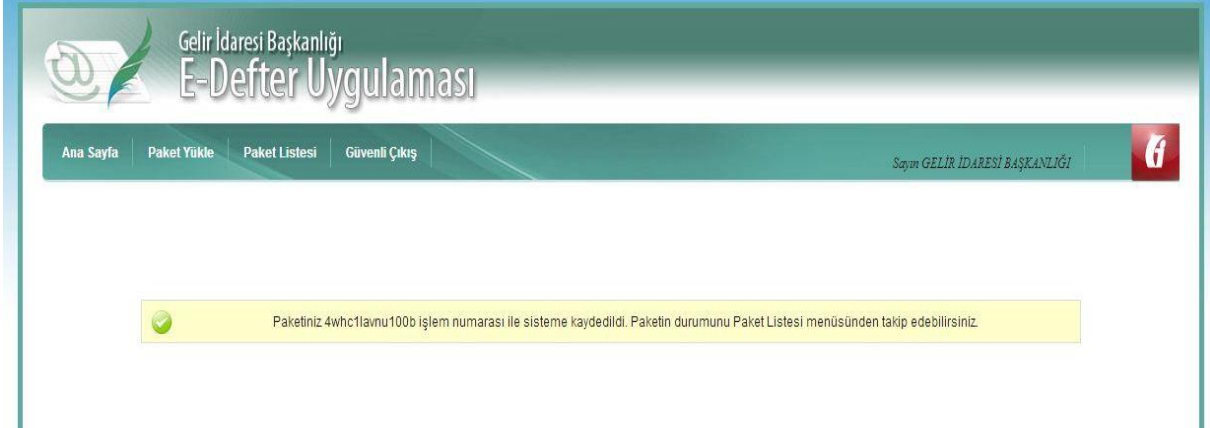 Gelir İdaresi Başkanlığı
E-Defter Uygulaması
Ana Sayfa Paket Yükle Paket Listesi Güvenli Çıkış
Sayın GELİR İDARESİ BAŞKANLIĞI
Paketiniz 4whc1lavnu100b işlem numarası ile sisteme kaydedildi. Paketin durumunu Paket Listesi menüsünden takip edebilirsiniz.